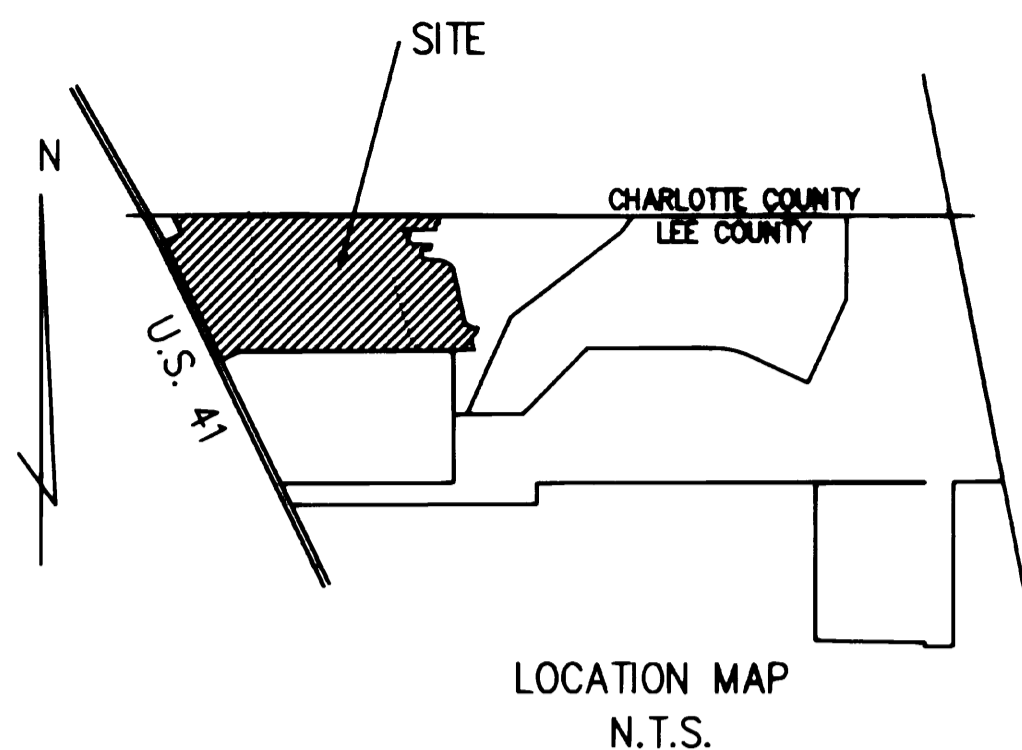 SITE
N
CHARLOTTE COUNTY
LEE COUNTY
U.S. 41
LOCATION MAP
N.T.S.